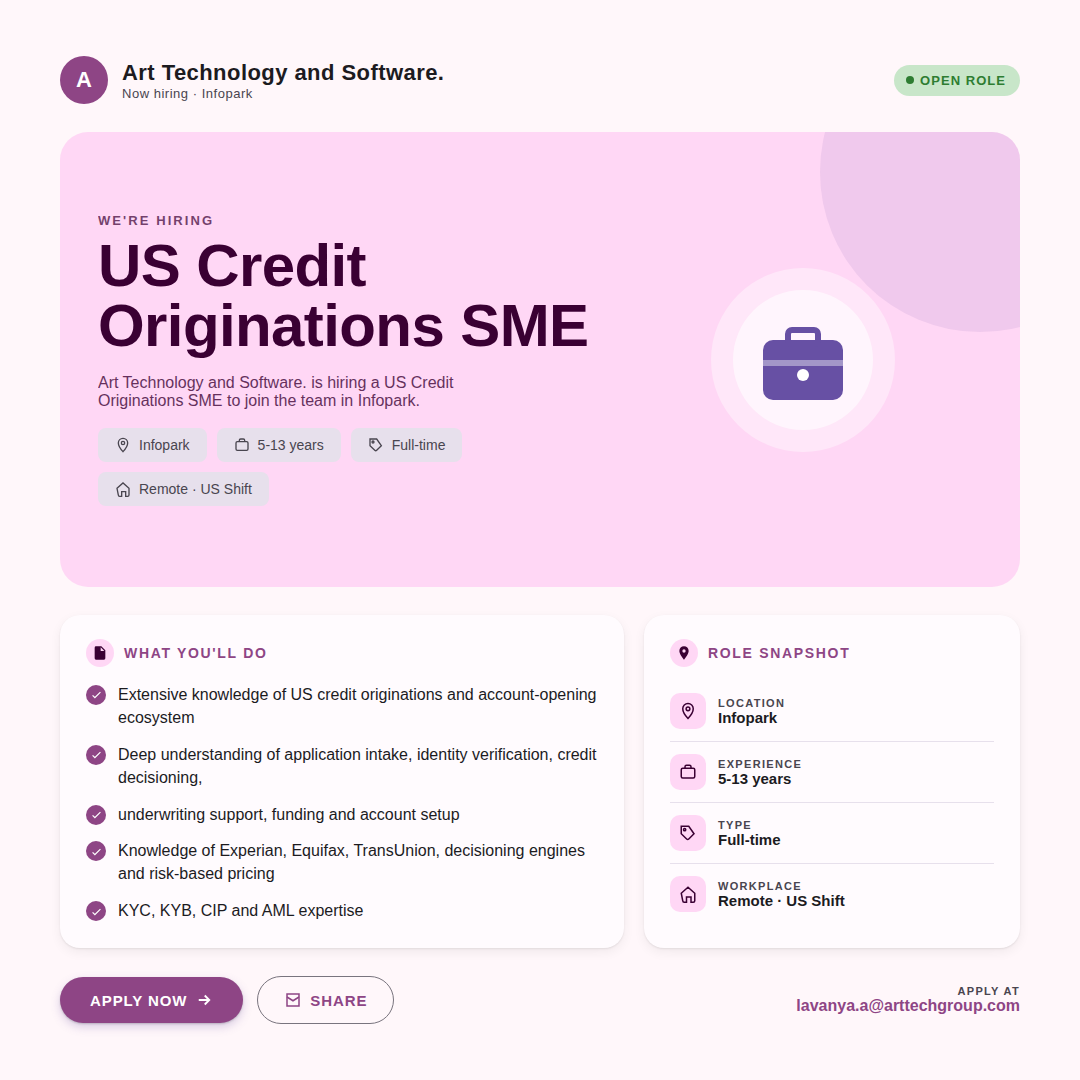 A
Art Technology and Software.
Now hiring · Infopark
OPEN ROLE
WE'RE HIRING
US Credit
Originations SME
Art Technology and Software. is hiring a US Credit
Originations SME to join the team in Infopark.
Infopark
5-13 years
Full-time
Remote · US Shift
WHAT YOU'LL DO
Extensive knowledge of US credit originations and account-opening
ecosystem
Deep understanding of application intake, identity verification, credit
decisioning,
underwriting support, funding and account setup
Knowledge of Experian, Equifax, TransUnion, decisioning engines
and risk-based pricing
KYC, KYB, CIP and AML expertise
ROLE SNAPSHOT
LOCATION
Infopark
EXPERIENCE
5-13 years
TYPE
Full-time
WORKPLACE
Remote · US Shift
APPLY NOW
SHARE
APPLY AT
lavanya.a@arttechgroup.com